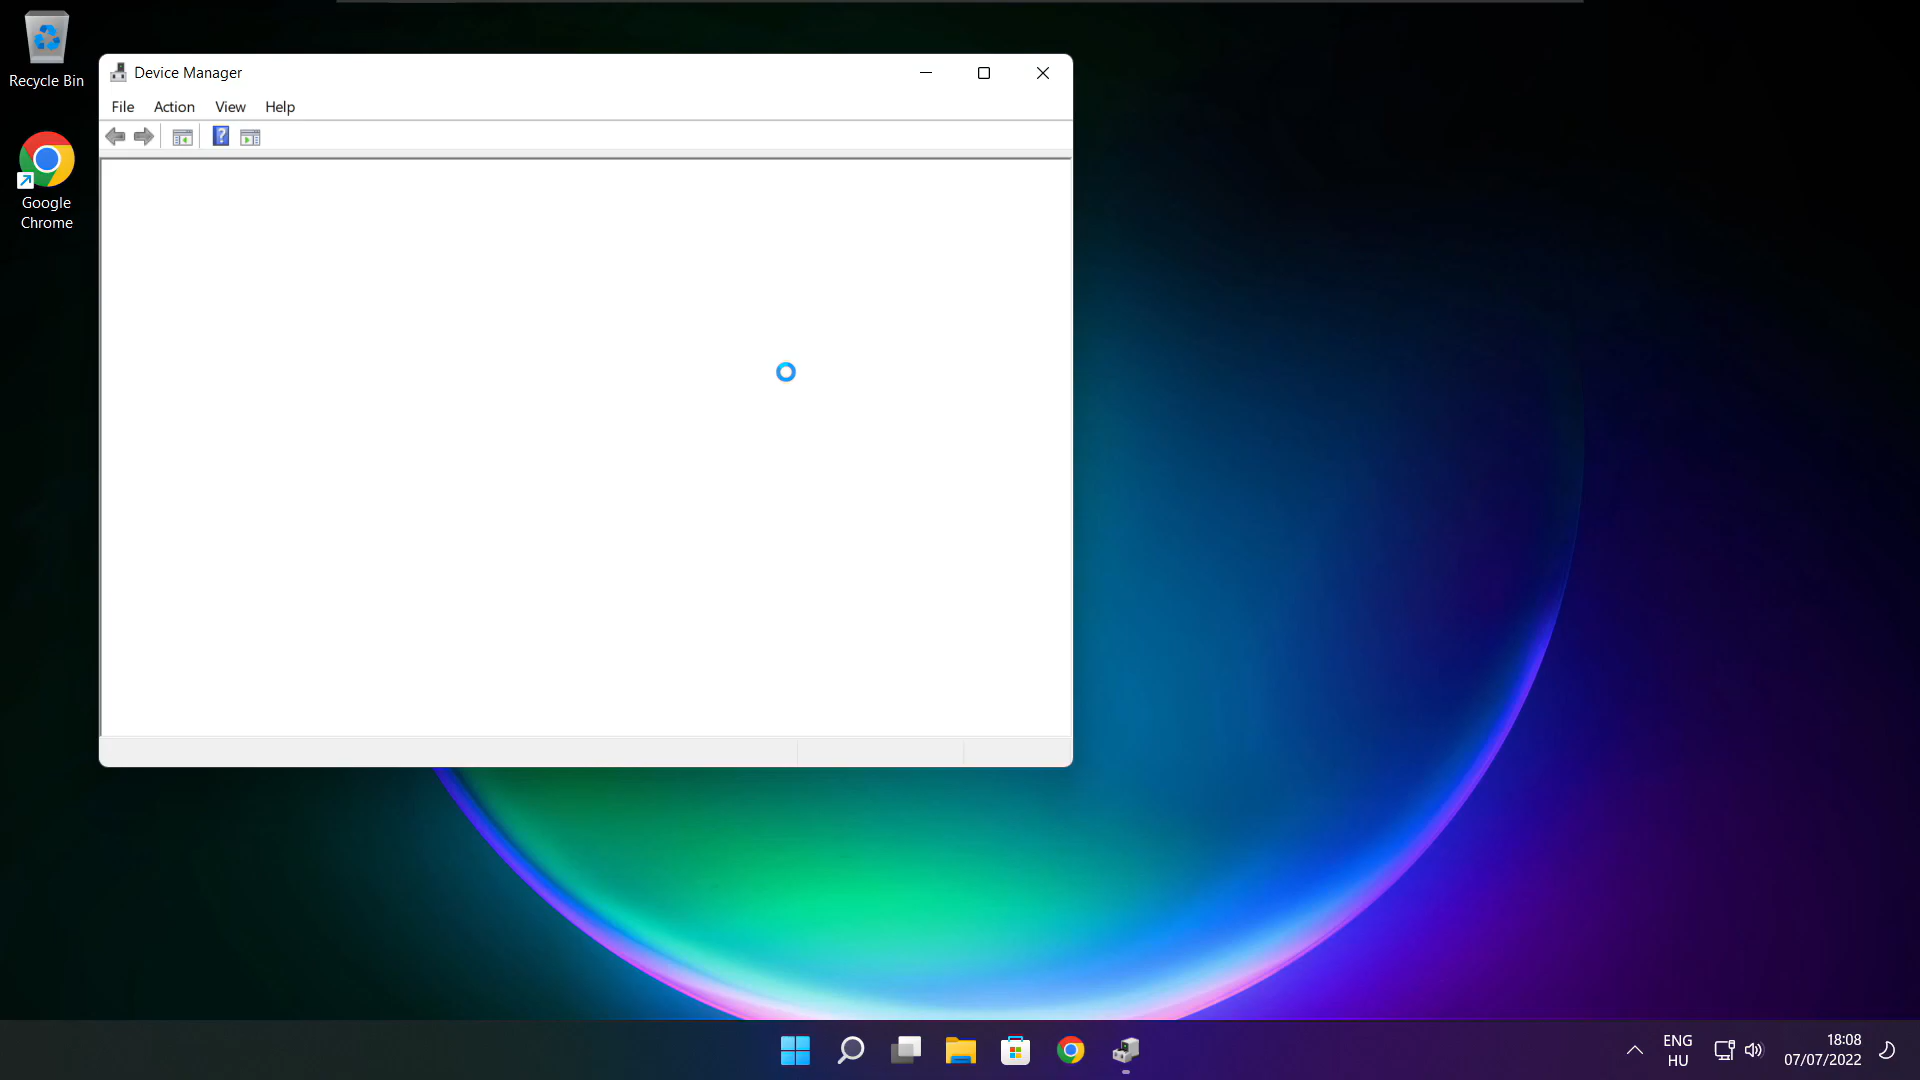 Recycle Bin
Google
Chrome
Device Manager
File Action View Help
?
ENG
HU
18:08
07/07/2022